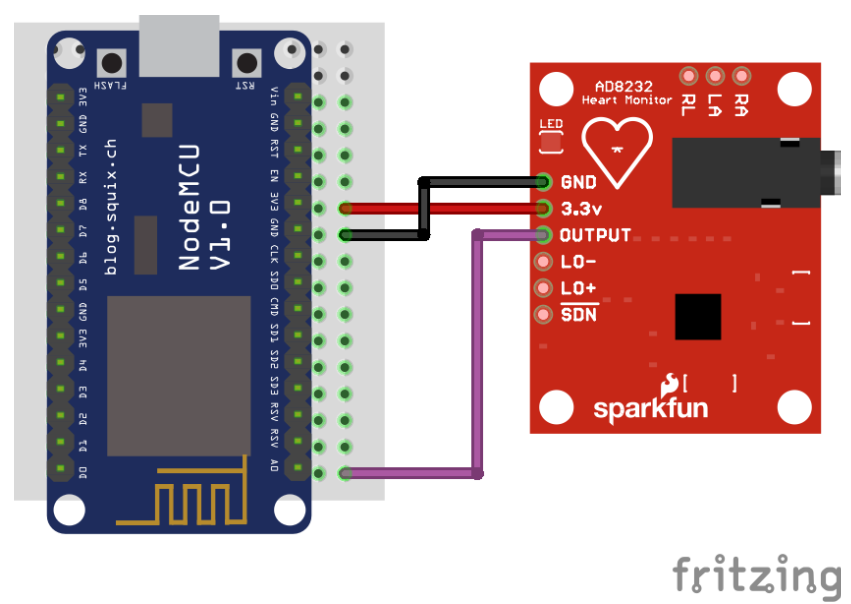 FLASH
RST
3V3
GND
TX
RX
D8
D7
D6
D5
GND
3V3
D4
D3
D2
D1
D0
blog.squix.ch
NodeMCU
V1.0
Vin
GND
RST
EN
3V3
GND
CLK
SD0
CMD
SD1
SD2
SD3
RSV
RSV
A0
AD8232
Heart Monitor
RL
LA
RA
LED
GND
3.3v
OUTPUT
LO-
LO+
SDN
sparkfun
fritzing